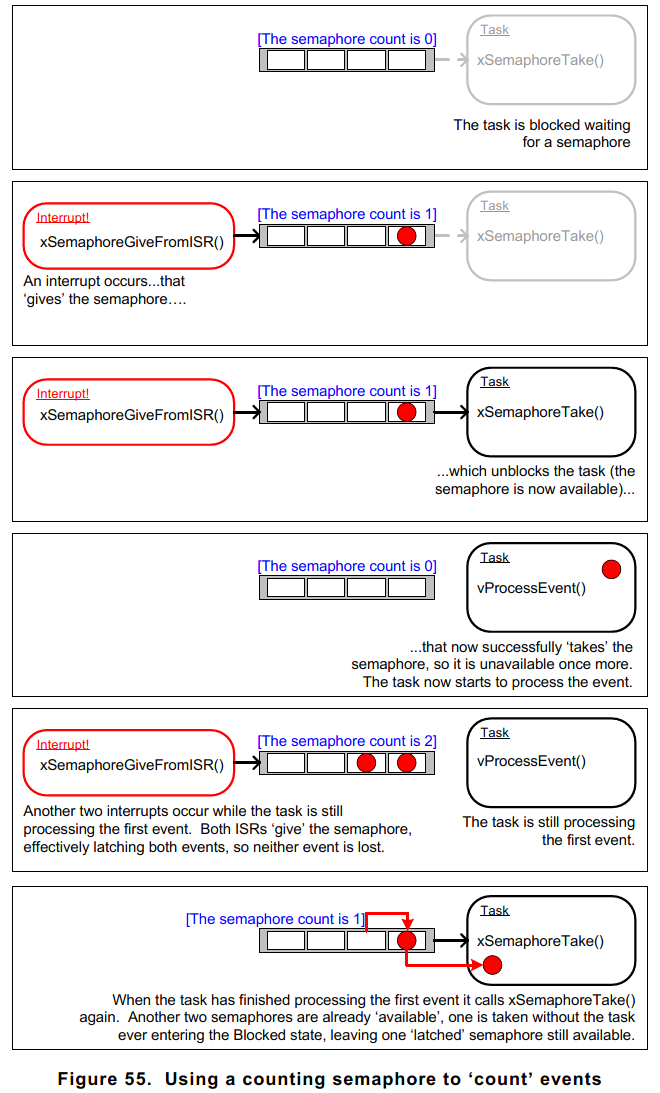 [The semaphore count is 0]
Task
xSemaphoreTake()
The task is blocked waiting
for a semaphore
Interrupt!
xSemaphoreGiveFromISR()
[The semaphore count is 1]
Task
xSemaphoreTake()
An interrupt occurs...that
‘gives’ the semaphore….
Interrupt!
xSemaphoreGiveFromISR()
[The semaphore count is 1]
Task
xSemaphoreTake()
...which unblocks the task (the
semaphore is now available)...
[The semaphore count is 0]
Task
vProcessEvent()
...that now successfully ‘takes’ the
semaphore, so it is unavailable once more.
The task now starts to process the event.
Interrupt!
xSemaphoreGiveFromISR()
[The semaphore count is 2]
Task
vProcessEvent()
Another two interrupts occur while the task is still
processing the first event. Both ISRs ‘give’ the semaphore,
effectively latching both events, so neither event is lost.
The task is still processing
the first event.
[The semaphore count is 1]
Task
xSemaphoreTake()
When the task has finished processing the first event it calls xSemaphoreTake()
again. Another two semaphores are already ‘available’, one is taken without the task
ever entering the Blocked state, leaving one ‘latched’ semaphore still available.
Figure 55. Using a counting semaphore to ‘count’ events